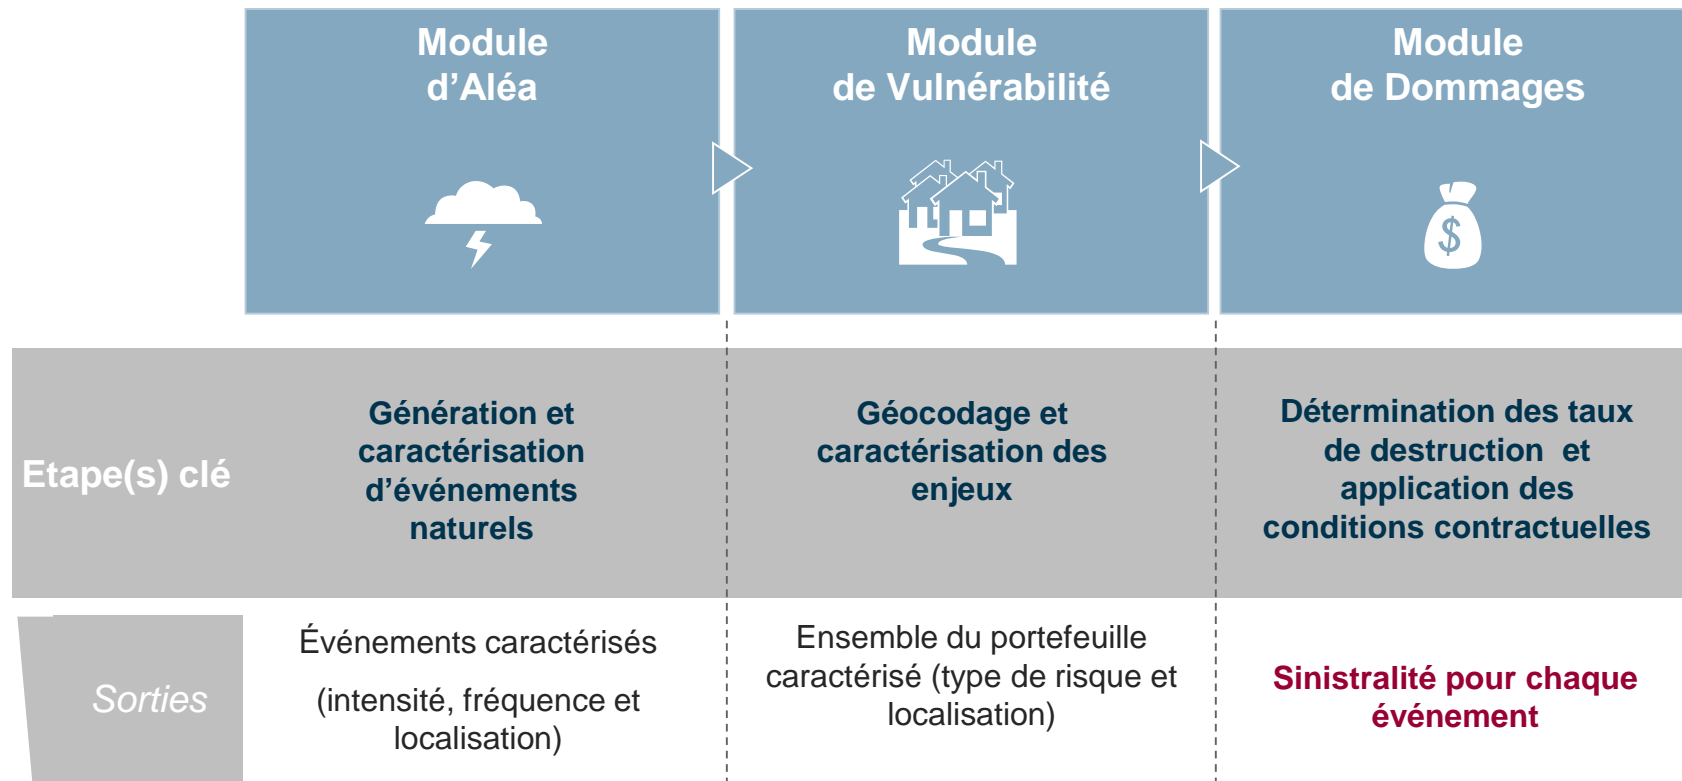 Module
d’Aléa
Module
de Vulnérabilité
Module
de Dommages
$
Etape(s) clé
Génération et
caractérisation
d’événements
naturels
Géocodage et
caractérisation des
enjeux
Détermination des taux
de destruction et
application des
conditions contractuelles
Sorties
Événements caractérisés
(intensité, fréquence et
localisation)
Ensemble du portefeuille
caractérisé (type de risque et
localisation)
Sinistralité pour chaque
événement